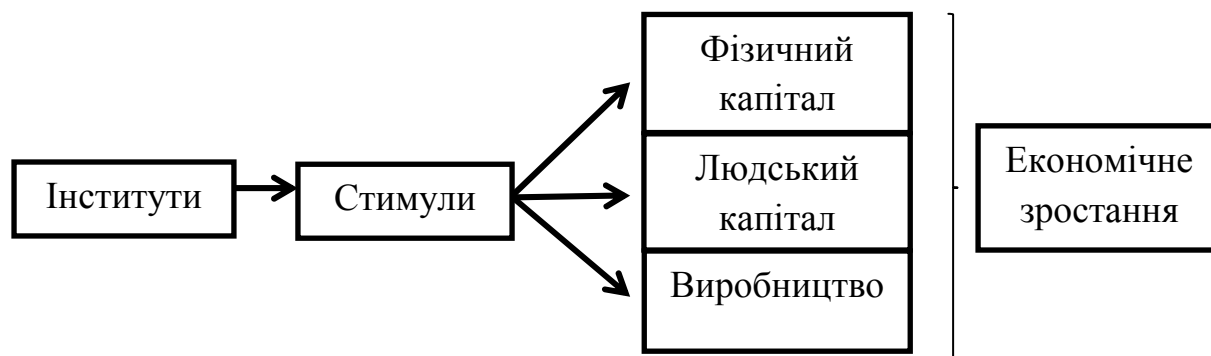 Інститути
Стимули
Фізичний
капітал
Людський
капітал
Виробництво
Економічне
зростання